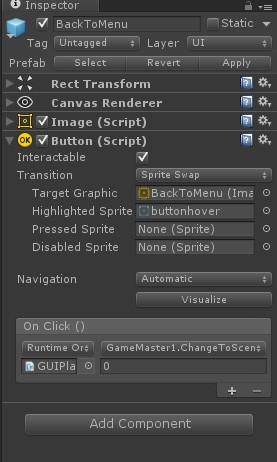 Inspector
BackToMenu Static
Tag Untagged Layer UI
Prefab Select Revert Apply
Rect Transform
Canvas Renderer
Image (Script)
OK Button (Script)
Interactable
Transition Sprite Swap
Target Graphic BackToMenu (Ima
Highlighted Sprite buttonhover
Pressed Sprite None (Sprite)
Disabled Sprite None (Sprite)
Navigation Automatic
Visualize
On Click ()
Runtime Or GameMaster1.ChangeToScen
GUIPla 0
+ −
Add Component